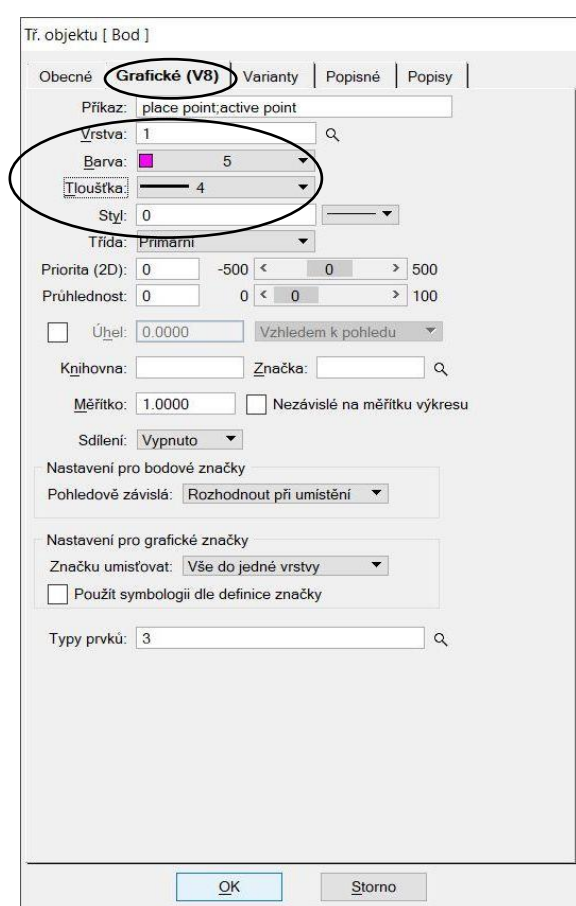 Tř. objektu [ Bod ]
Obecné Grafické (V8) Varianty Popisné Popisy
Příkaz: place point;active point
Vrstva: 1
Barva: 5
Tloušťka: 4
Styl: 0
Třída: Primární
Priorita (2D): 0 -500 < 0 > 500
Průhlednost: 0 0 < 0 > 100
Úhel: 0.0000 Vzhledem k pohledu
Knihovna: Značka:
Měřítko: 1.0000 Nezávislé na měřítku výkresu
Sdílení: Vypnuto
Nastavení pro bodové značky
Pohledově závislá: Rozhodnout při umístění
Nastavení pro grafické značky
Značku umisťovat: Vše do jedné vrstvy
Použít symbologii dle definice značky
Typy prvků: 3
OK Storno